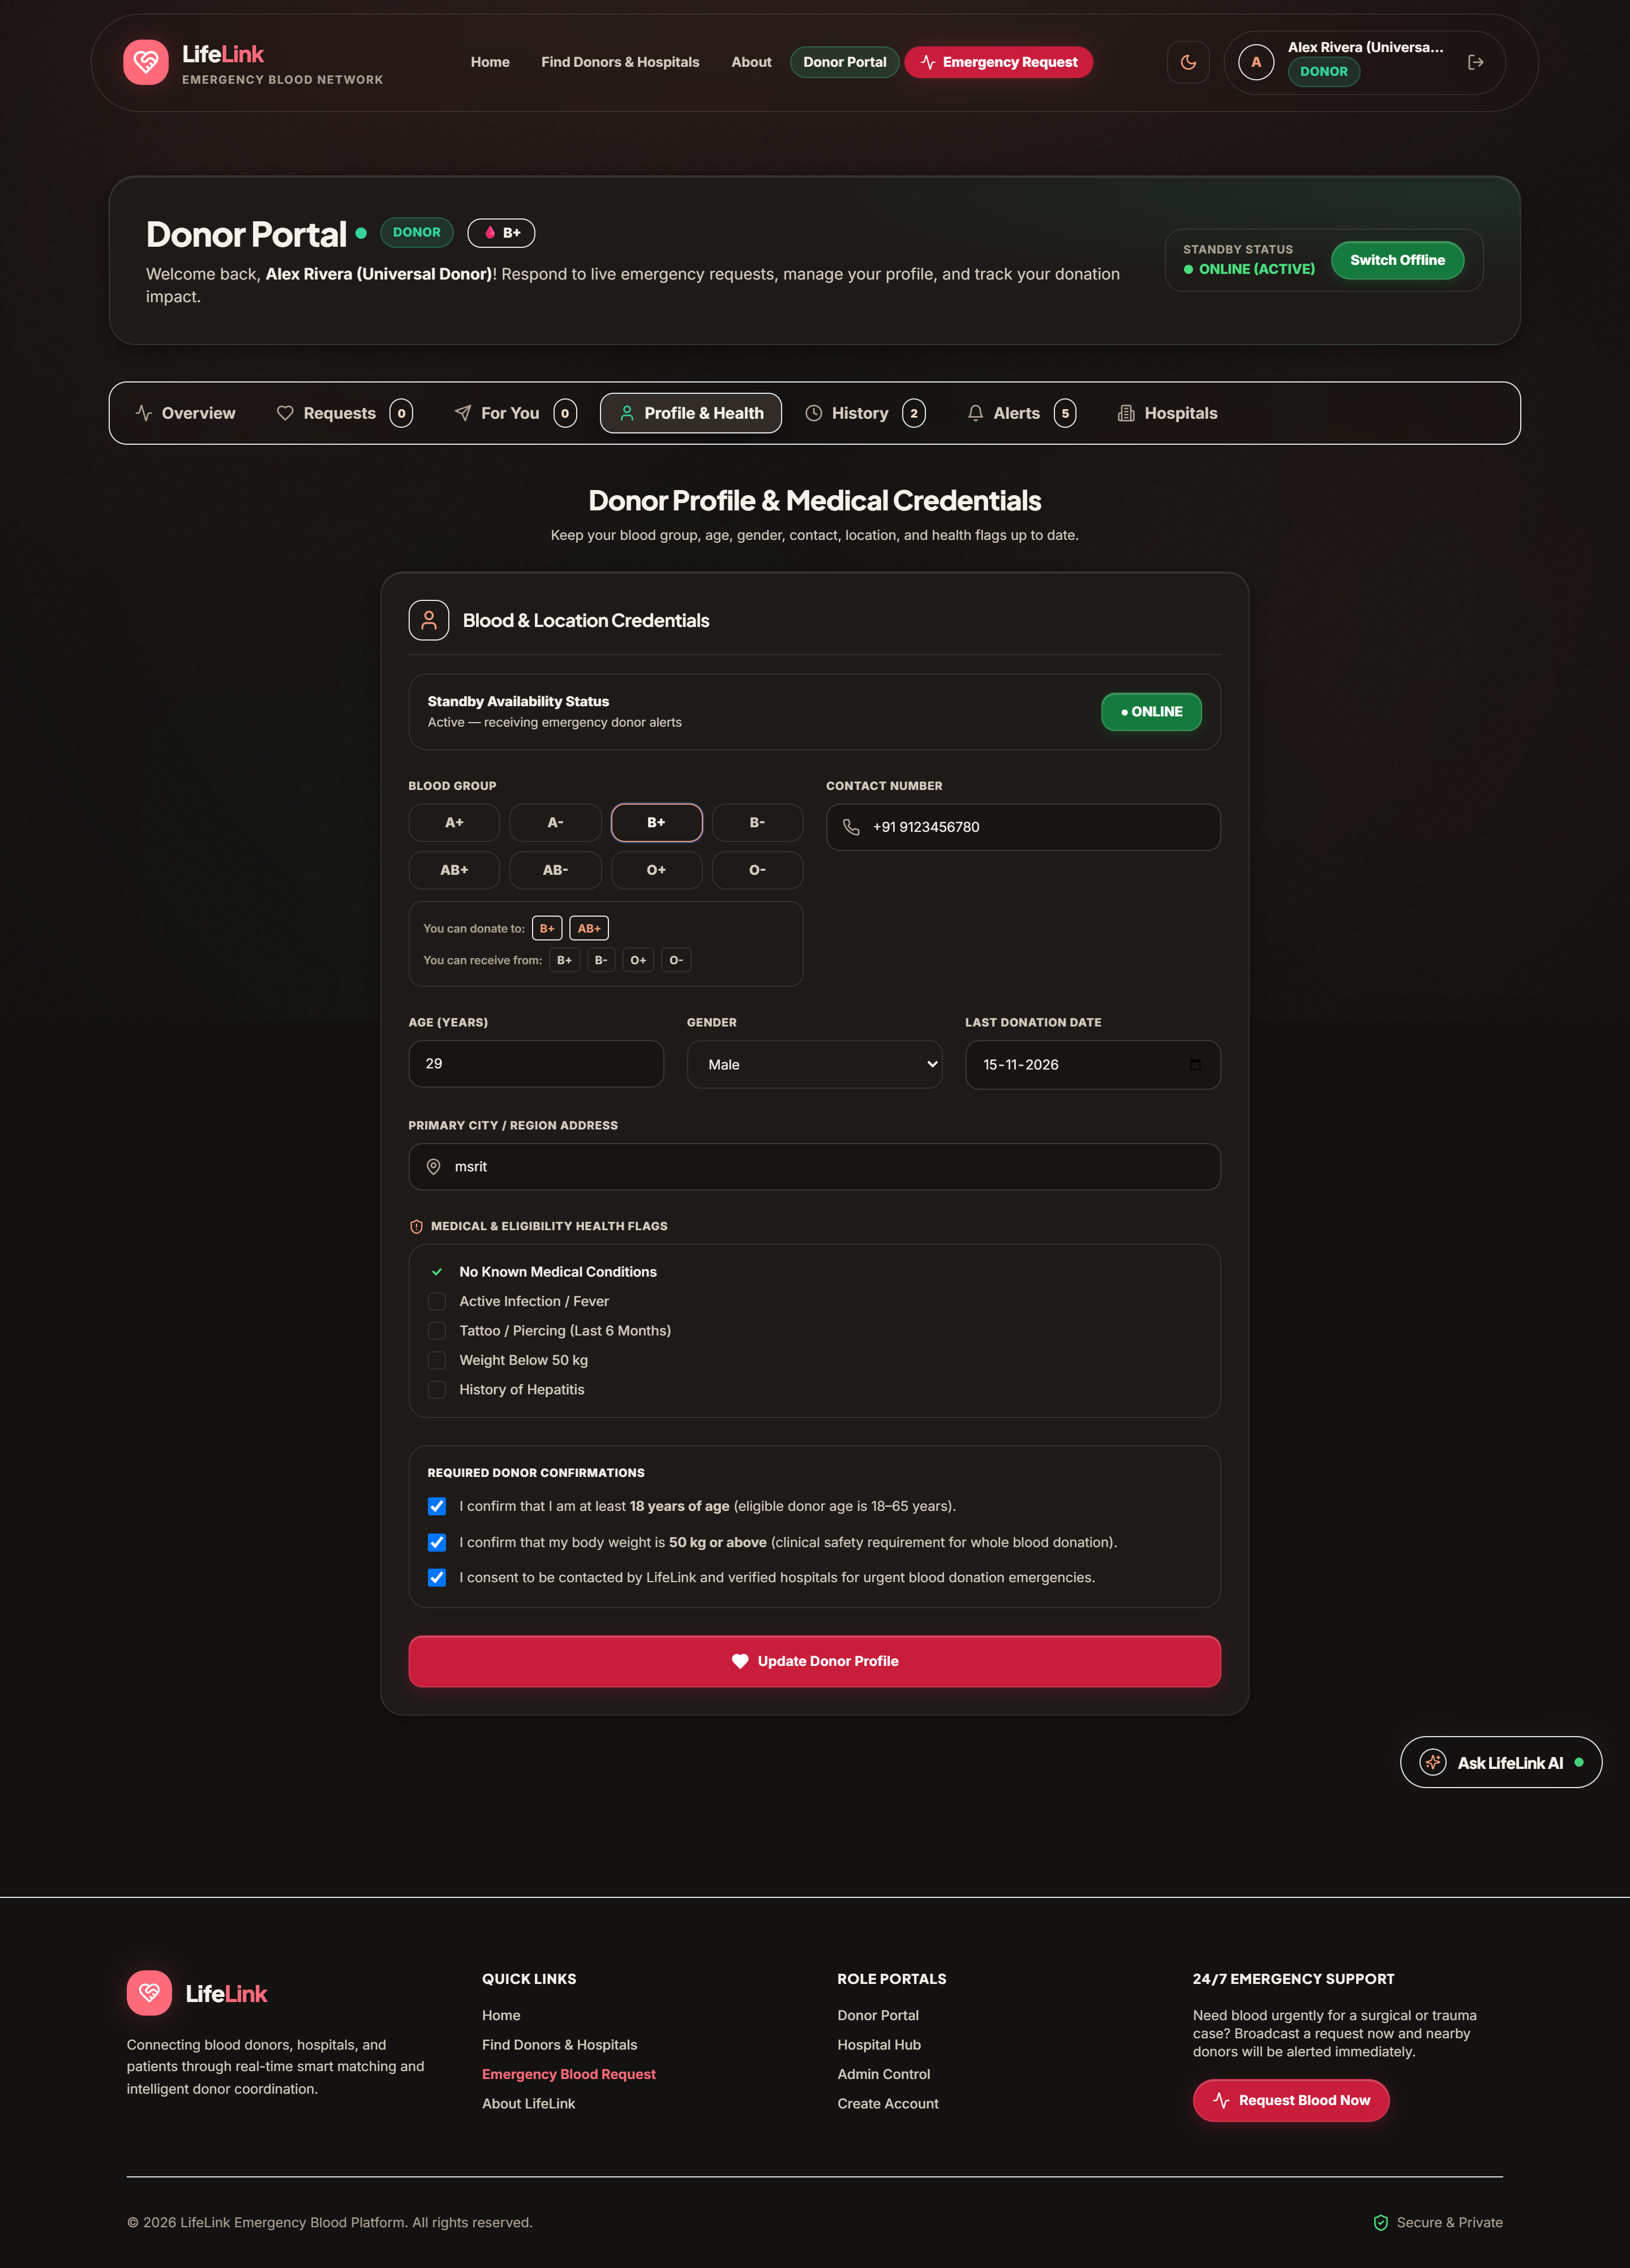 LifeLink
EMERGENCY BLOOD NETWORK
Home
Find Donors & Hospitals
About
Donor Portal
Emergency Request
A
Alex Rivera (Universa...
DONOR
Donor Portal
DONOR
B+
Welcome back, Alex Rivera (Universal Donor)! Respond to live emergency requests, manage your profile, and track your donation
impact.
STANDBY STATUS
ONLINE (ACTIVE)
Switch Offline
Overview
Requests 0
For You 0
Profile & Health
History 2
Alerts 5
Hospitals
Donor Profile & Medical Credentials
Keep your blood group, age, gender, contact, location, and health flags up to date.
Blood & Location Credentials
Standby Availability Status
Active — receiving emergency donor alerts
● ONLINE
BLOOD GROUP
A+ A- B+ B-
AB+ AB- O+ O-
You can donate to: B+ AB+
You can receive from: B+ B- O+ O-
CONTACT NUMBER
+91 9123456780
AGE (YEARS)
29
GENDER
Male
LAST DONATION DATE
15-11-2026
PRIMARY CITY / REGION ADDRESS
msrit
MEDICAL & ELIGIBILITY HEALTH FLAGS
No Known Medical Conditions
Active Infection / Fever
Tattoo / Piercing (Last 6 Months)
Weight Below 50 kg
History of Hepatitis
REQUIRED DONOR CONFIRMATIONS
I confirm that I am at least 18 years of age (eligible donor age is 18–65 years).
I confirm that my body weight is 50 kg or above (clinical safety requirement for whole blood donation).
I consent to be contacted by LifeLink and verified hospitals for urgent blood donation emergencies.
Update Donor Profile
Ask LifeLink AI
LifeLink
Connecting blood donors, hospitals, and
patients through real-time smart matching and
intelligent donor coordination.
QUICK LINKS
Home
Find Donors & Hospitals
Emergency Blood Request
About LifeLink
ROLE PORTALS
Donor Portal
Hospital Hub
Admin Control
Create Account
24/7 EMERGENCY SUPPORT
Need blood urgently for a surgical or trauma
case? Broadcast a request now and nearby
donors will be alerted immediately.
Request Blood Now
© 2026 LifeLink Emergency Blood Platform. All rights reserved.
Secure & Private